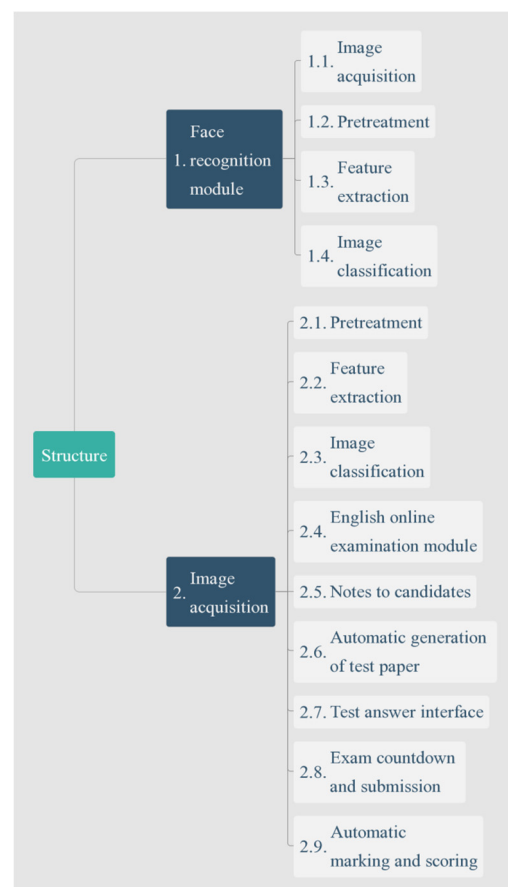 Structure
1. Face
recognition
module
1.1. Image
acquisition
1.2. Pretreatment
1.3. Feature
extraction
1.4. Image
classification
2. Image
acquisition
2.1. Pretreatment
2.2. Feature
extraction
2.3. Image
classification
2.4. English online
examination module
2.5. Notes to candidates
2.6. Automatic generation
of test paper
2.7. Test answer interface
2.8. Exam countdown
and submission
2.9. Automatic
marking and scoring